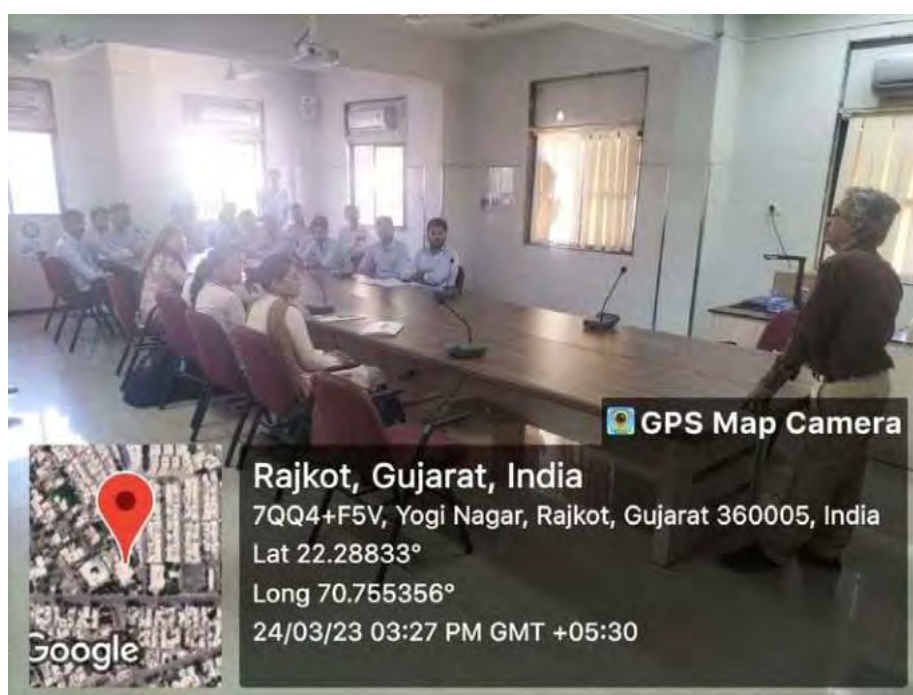 GPS Map Camera
Rajkot, Gujarat, India
7QQ4+F5V, Yogi Nagar, Rajkot, Gujarat 360005, India
Lat 22.28833°
Long 70.755356°
24/03/23 03:27 PM GMT +05:30
Google